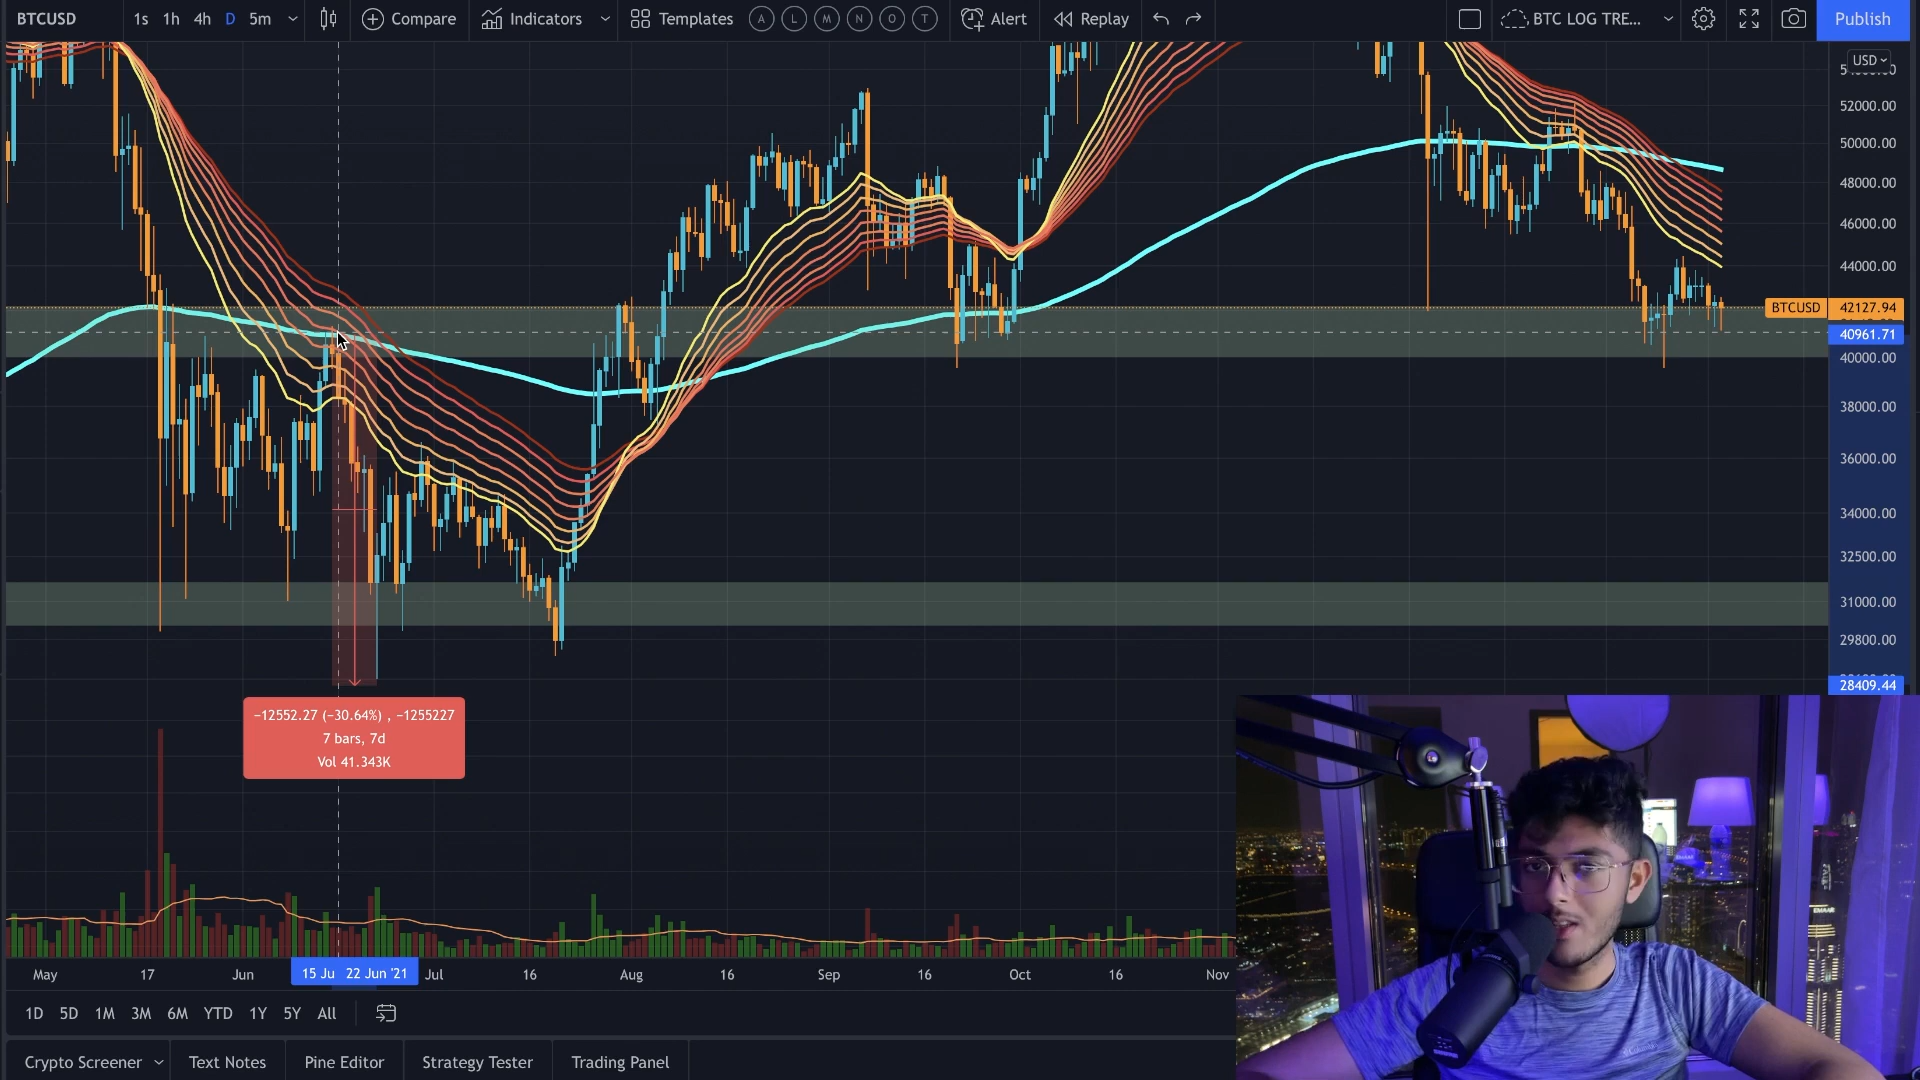 BTCUSD 1s 1h 4h D 5m Compare Indicators Templates A L M N O T Alert Replay BTC LOG TRE... Publish
USD
52000.00
50000.00
48000.00
46000.00
44000.00
BTCUSD 42127.94
40961.71
40000.00
38000.00
36000.00
34000.00
32500.00
31000.00
29800.00
28409.44
−12552.27 (−30.64%) , −1255227
7 bars, 7d
Vol 41.343K
May 17 Jun 15 Ju 22 Jun '21 Jul 16 Aug 16 Sep 16 Oct 16 Nov
1D 5D 1M 3M 6M YTD 1Y 5Y All
Crypto Screener Text Notes Pine Editor Strategy Tester Trading Panel
EMAAR
Columbia